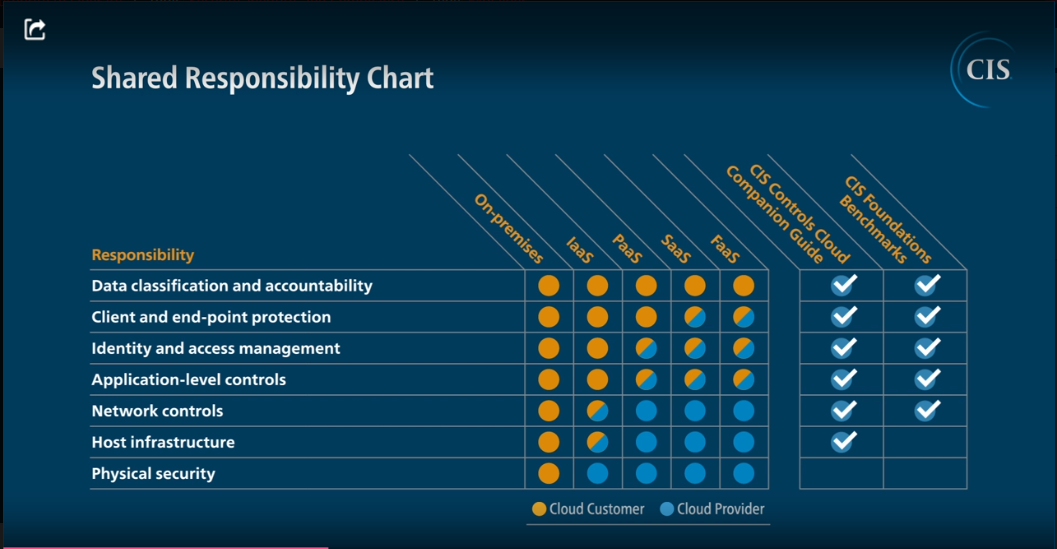 Shared Responsibility Chart
CIS.
On-premises
IaaS
PaaS
SaaS
FaaS
CIS Controls Cloud
Companion Guide
CIS Foundations
Benchmarks
Responsibility
Data classification and accountability
Client and end-point protection
Identity and access management
Application-level controls
Network controls
Host infrastructure
Physical security
Cloud Customer
Cloud Provider